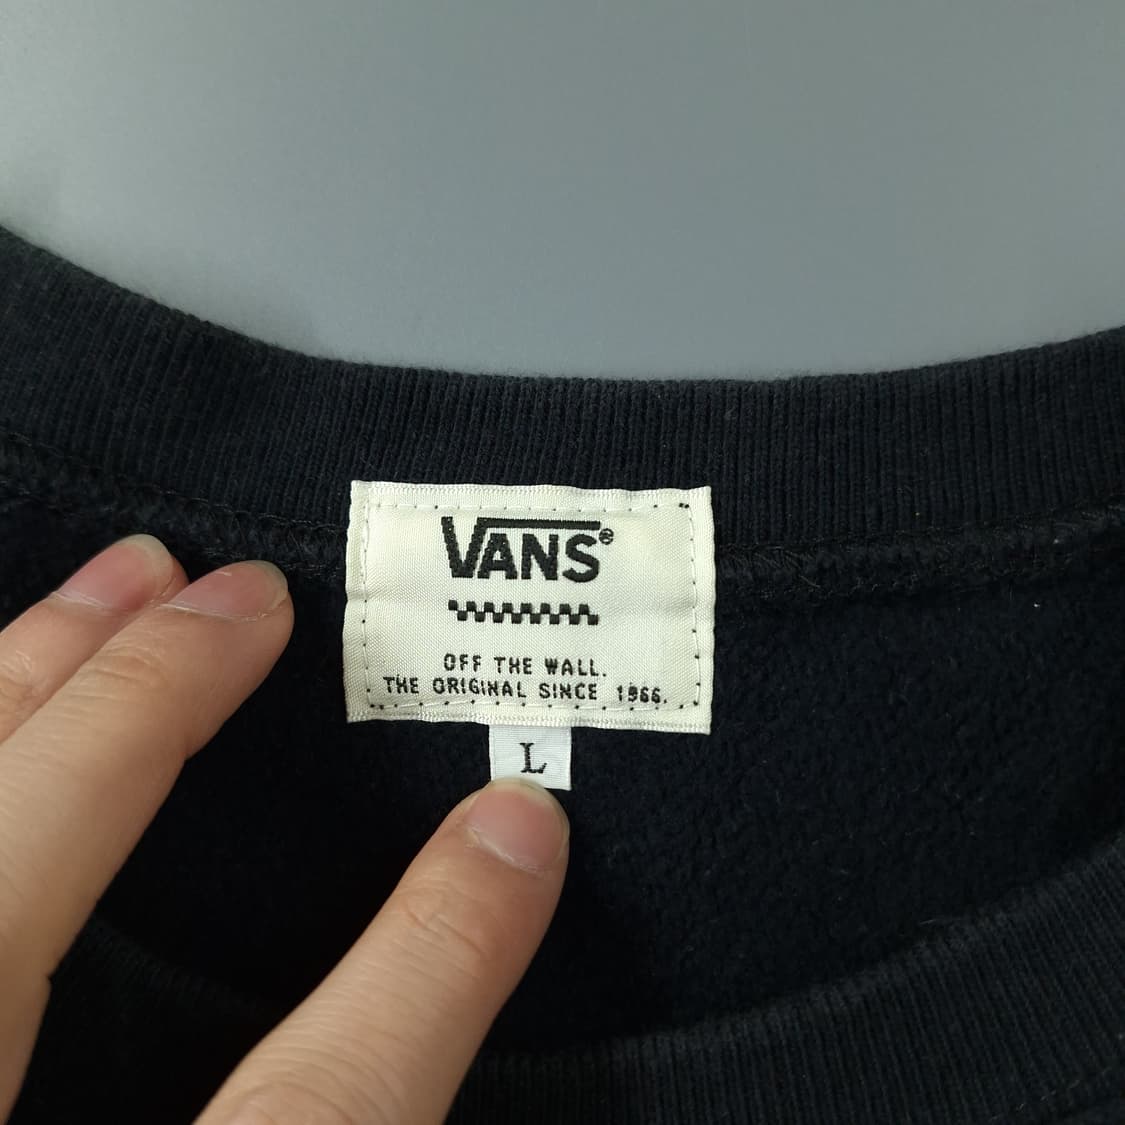 VANS®
OFF THE WALL.
THE ORIGINAL SINCE 1966.
L